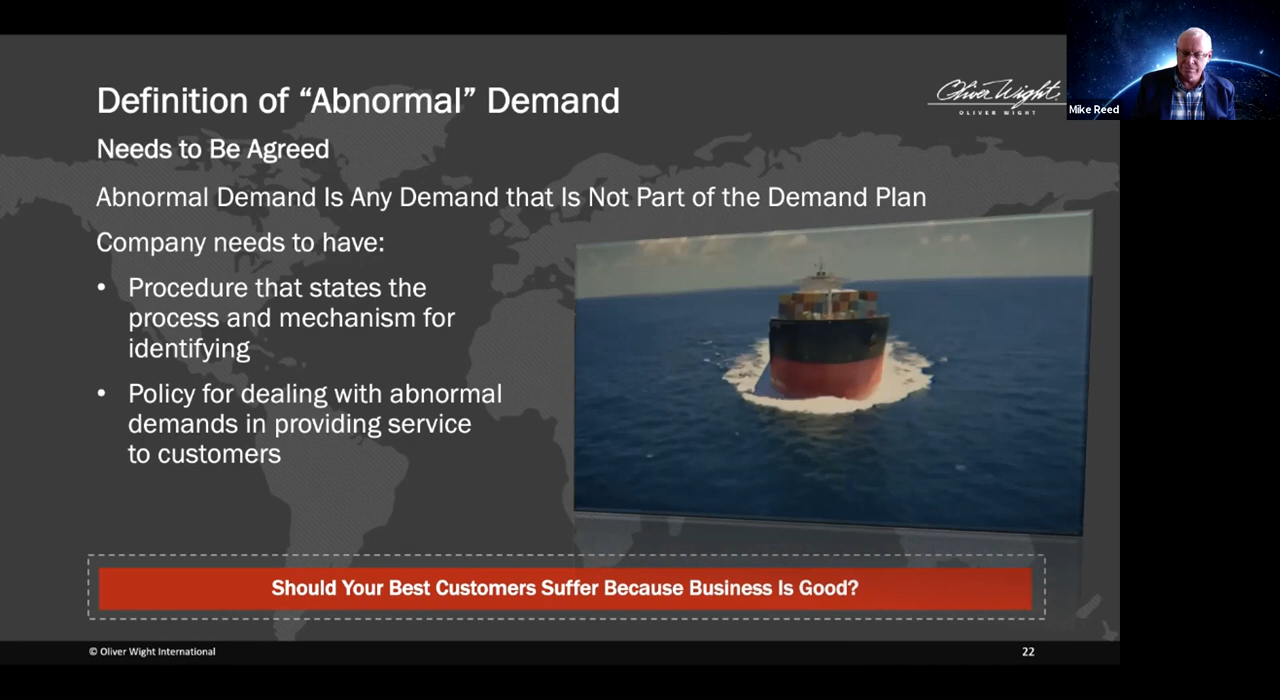 Definition of “Abnormal” Demand
Oliver Wight
OLIVER WIGHT
Mike Reed
Needs to Be Agreed
Abnormal Demand Is Any Demand that Is Not Part of the Demand Plan
Company needs to have:
• Procedure that states the
process and mechanism for
identifying
• Policy for dealing with abnormal
demands in providing service
to customers
Should Your Best Customers Suffer Because Business Is Good?
© Oliver Wight International
22